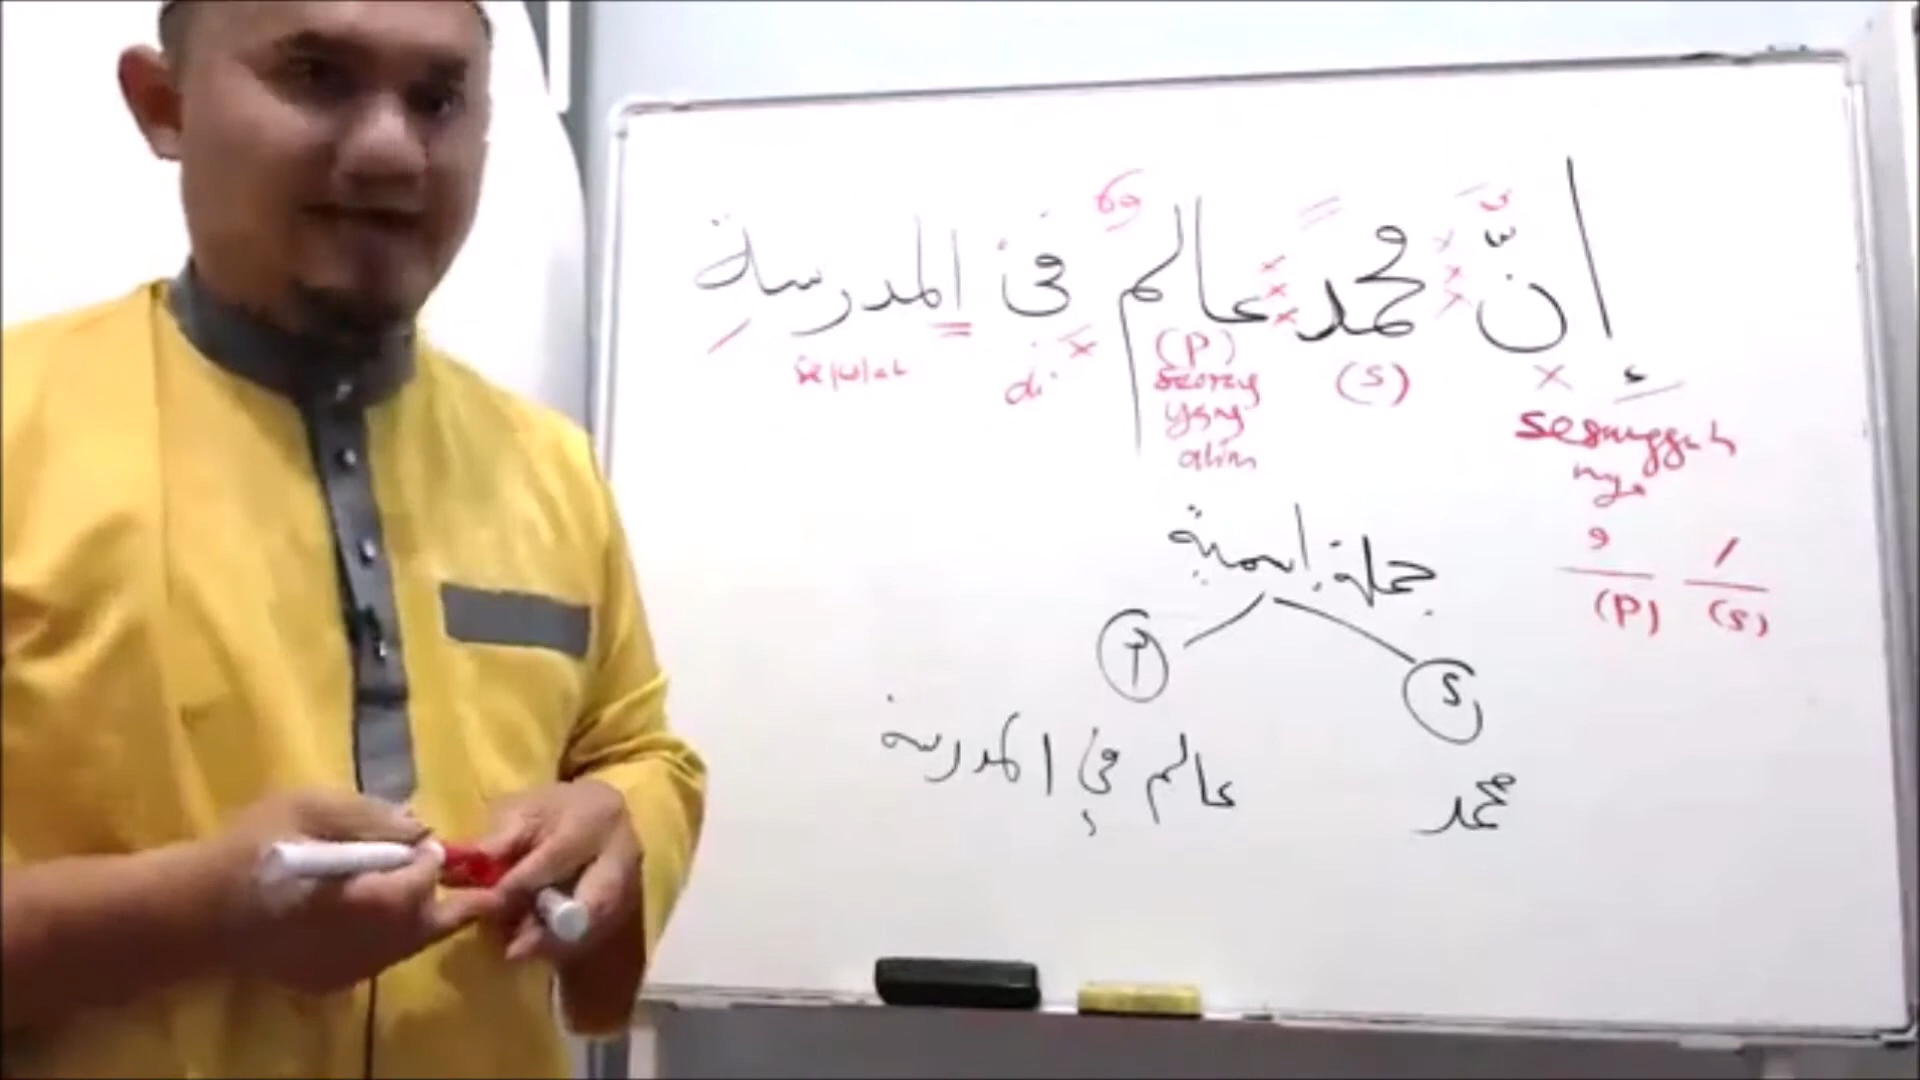 إنّ محمدً عالم في المدرسةِ
(S) (P) di sekolah
seorang
yang
alim
sesungguh
nya
جملة اسمية
(P) (S)
P S
عالم في المدرسة
محمد